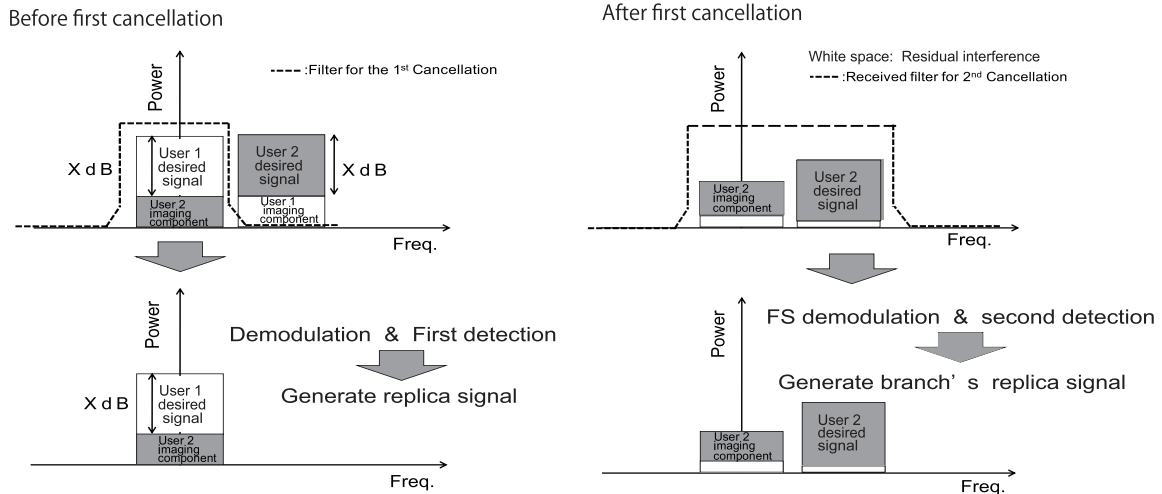 Before first cancellation
Power
:Filter for the 1st Cancellation
X d B
User 1
desired
signal
User 2
imaging
component
User 2
desired
signal
User 1
imaging
component
X d B
Freq.
Power
Demodulation & First detection
Generate replica signal
X d B
User 1
desired
signal
User 2
imaging
component
Freq.
After first cancellation
Power
White space: Residual interference
:Received filter for 2nd Cancellation
User 2
imaging
component
User 2
desired
signal
Freq.
Power
FS demodulation & second detection
Generate branch’ s replica signal
User 2
imaging
component
User 2
desired
signal
Freq.